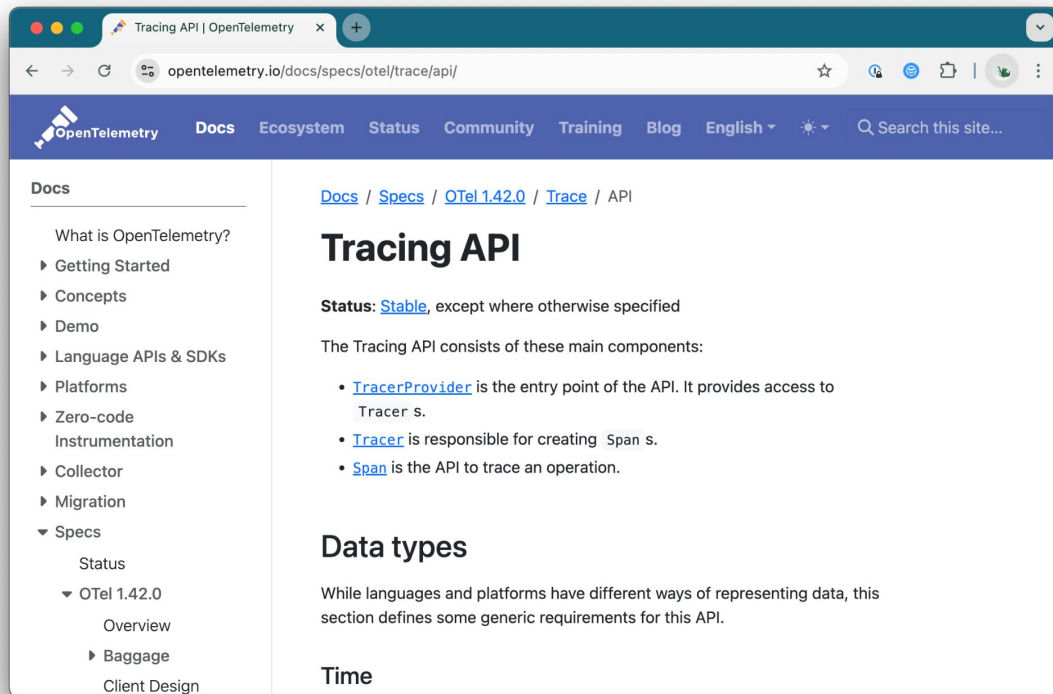 Tracing API | OpenTelemetry
opentelemetry.io/docs/specs/otel/trace/api/
OpenTelemetry
Docs
Ecosystem
Status
Community
Training
Blog
English
Search this site...
Docs
What is OpenTelemetry?
Getting Started
Concepts
Demo
Language APIs & SDKs
Platforms
Zero-code
Instrumentation
Collector
Migration
Specs
Status
OTel 1.42.0
Overview
Baggage
Client Design
Docs / Specs / OTel 1.42.0 / Trace / API
Tracing API
Status: Stable, except where otherwise specified
The Tracing API consists of these main components:
• TracerProvider is the entry point of the API. It provides access to
Tracer s.
• Tracer is responsible for creating Span s.
• Span is the API to trace an operation.
Data types
While languages and platforms have different ways of representing data, this
section defines some generic requirements for this API.
Time